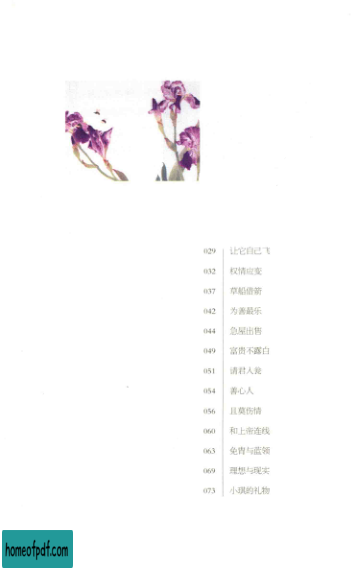 029 让它自己飞
032 权情应变
037 草船借箭
042 为善最乐
044 急屋出售
049 富贵不露白
051 请君入瓮
054 善心人
056 且莫伤情
060 和上帝连线
063 免胄与蓝领
069 理想与现实
073 小琪的礼物
homeofpdf.com